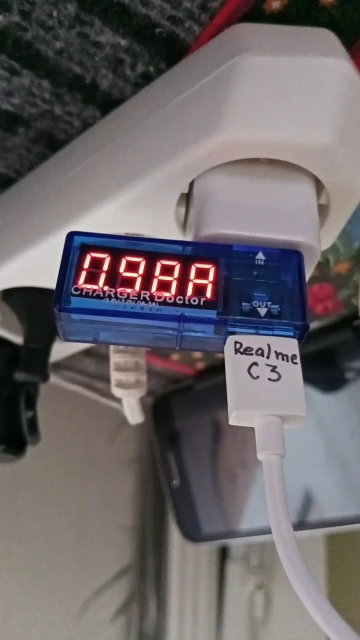 IN
0.98A
CHARGER Doctor
OUT
Realme
C3